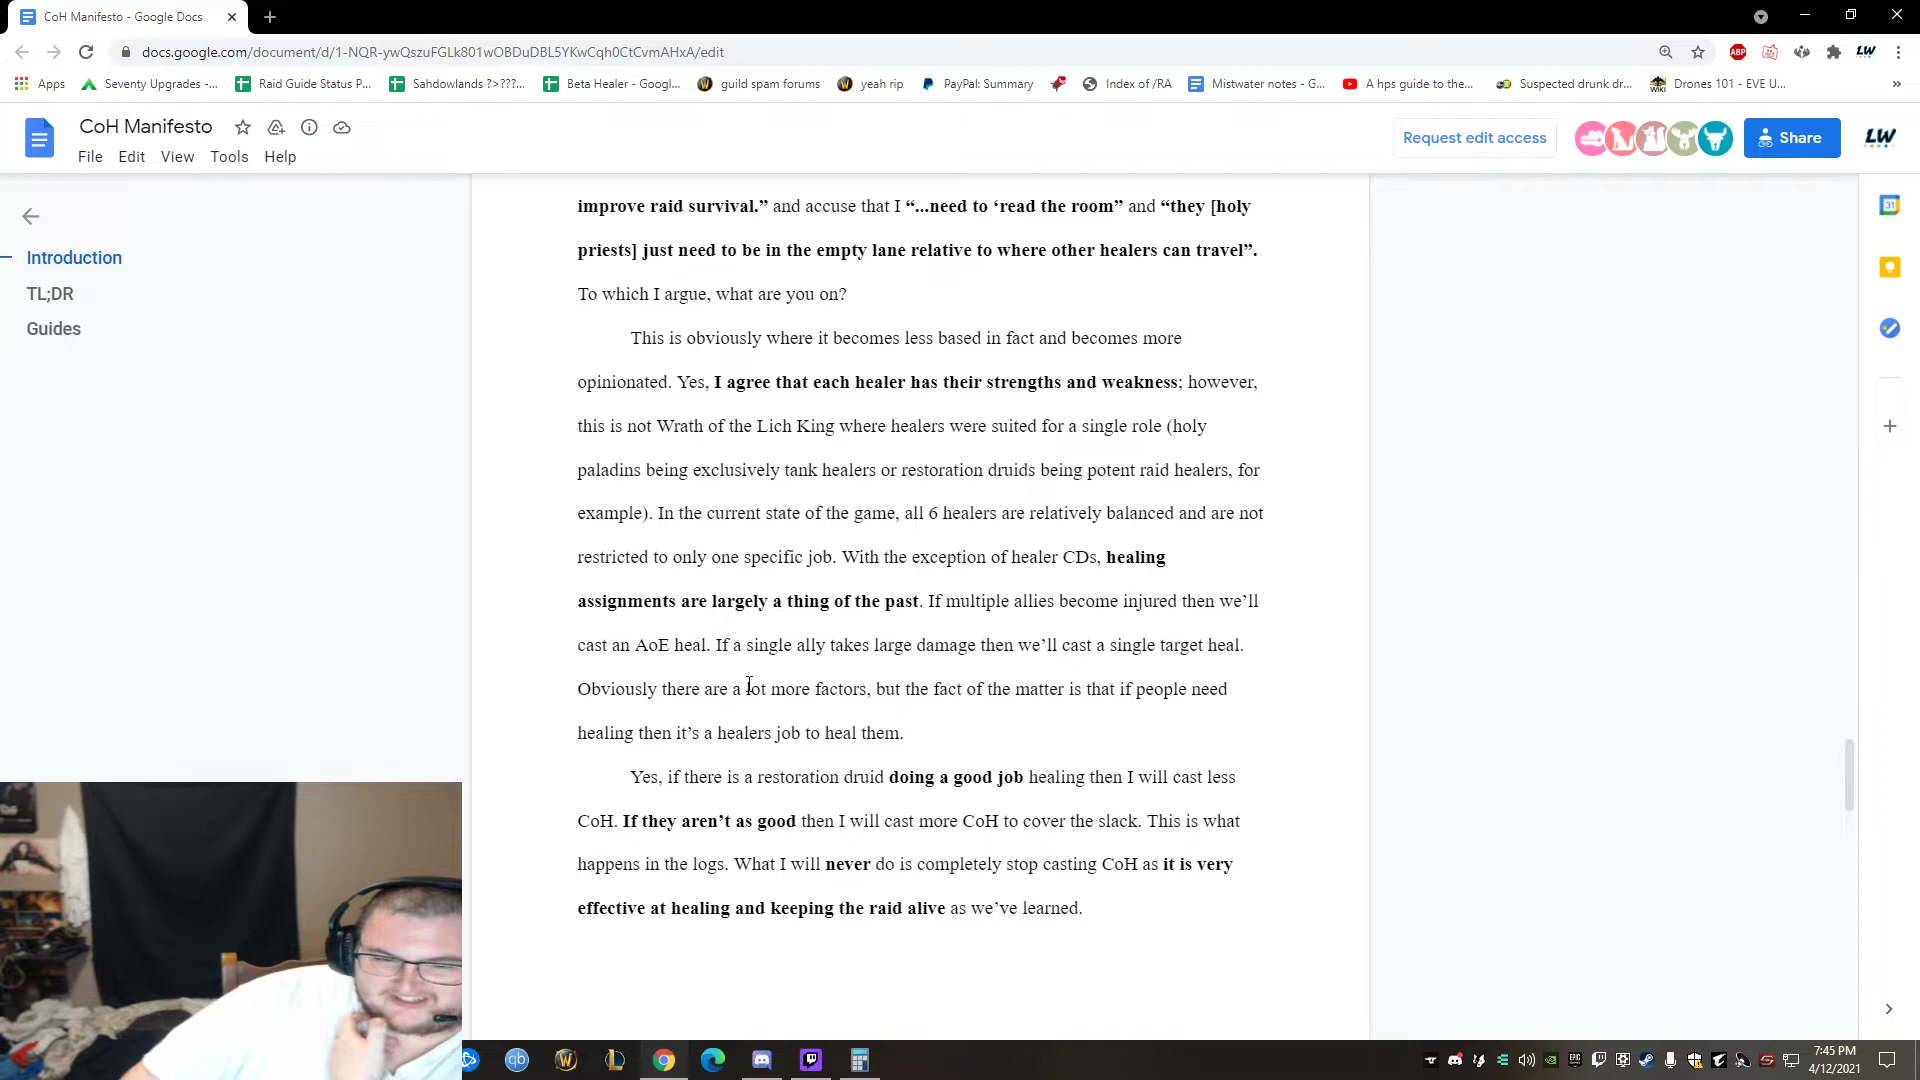 CoH Manifesto - Google Docs
docs.google.com/document/d/1-NQR-ywQszuFGLk801wOBDuDBL5YKwCqh0CtCvmAHxA/edit
ABP
LW
Apps
Seventy Upgrades -...
Raid Guide Status P...
Sahdowlands ?>???...
Beta Healer - Googl...
guild spam forums
yeah rip
PayPal: Summary
Index of /RA
Mistwater notes - G...
A hps guide to the...
Suspected drunk dr...
WIKI
Drones 101 - EVE U...
CoH Manifesto
File Edit View Tools Help
Request edit access
Share
LW
Introduction
TL;DR
Guides
31
improve raid survival.” and accuse that I “...need to ‘read the room” and “they [holy
priests] just need to be in the empty lane relative to where other healers can travel”.
To which I argue, what are you on?
This is obviously where it becomes less based in fact and becomes more
opinionated. Yes, I agree that each healer has their strengths and weakness; however,
this is not Wrath of the Lich King where healers were suited for a single role (holy
paladins being exclusively tank healers or restoration druids being potent raid healers, for
example). In the current state of the game, all 6 healers are relatively balanced and are not
restricted to only one specific job. With the exception of healer CDs, healing
assignments are largely a thing of the past. If multiple allies become injured then we’ll
cast an AoE heal. If a single ally takes large damage then we’ll cast a single target heal.
Obviously there are a lot more factors, but the fact of the matter is that if people need
healing then it’s a healers job to heal them.
Yes, if there is a restoration druid doing a good job healing then I will cast less
CoH. If they aren’t as good then I will cast more CoH to cover the slack. This is what
happens in the logs. What I will never do is completely stop casting CoH as it is very
effective at healing and keeping the raid alive as we’ve learned.
qb
7:45 PM
4/12/2021